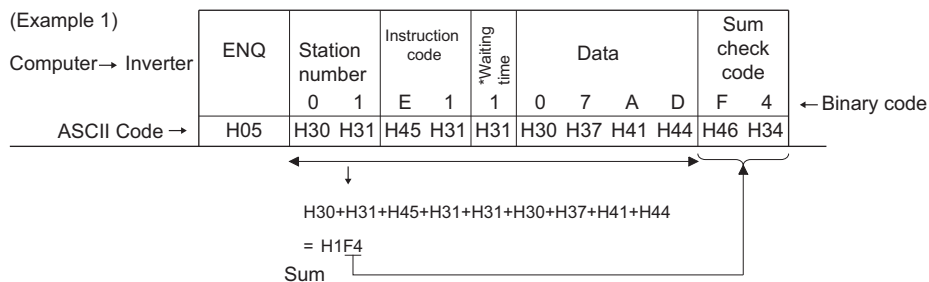 (Example 1)
Computer→ Inverter
ENQ
Station number
Instruction code
*Waiting time
Data
Sum check code
0 1 E 1 1 0 7 A D F 4
←Binary code
ASCII Code →
H05 H30 H31 H45 H31 H31 H30 H37 H41 H44 H46 H34
H30+H31+H45+H31+H31+H30+H37+H41+H44
= H1F4
Sum